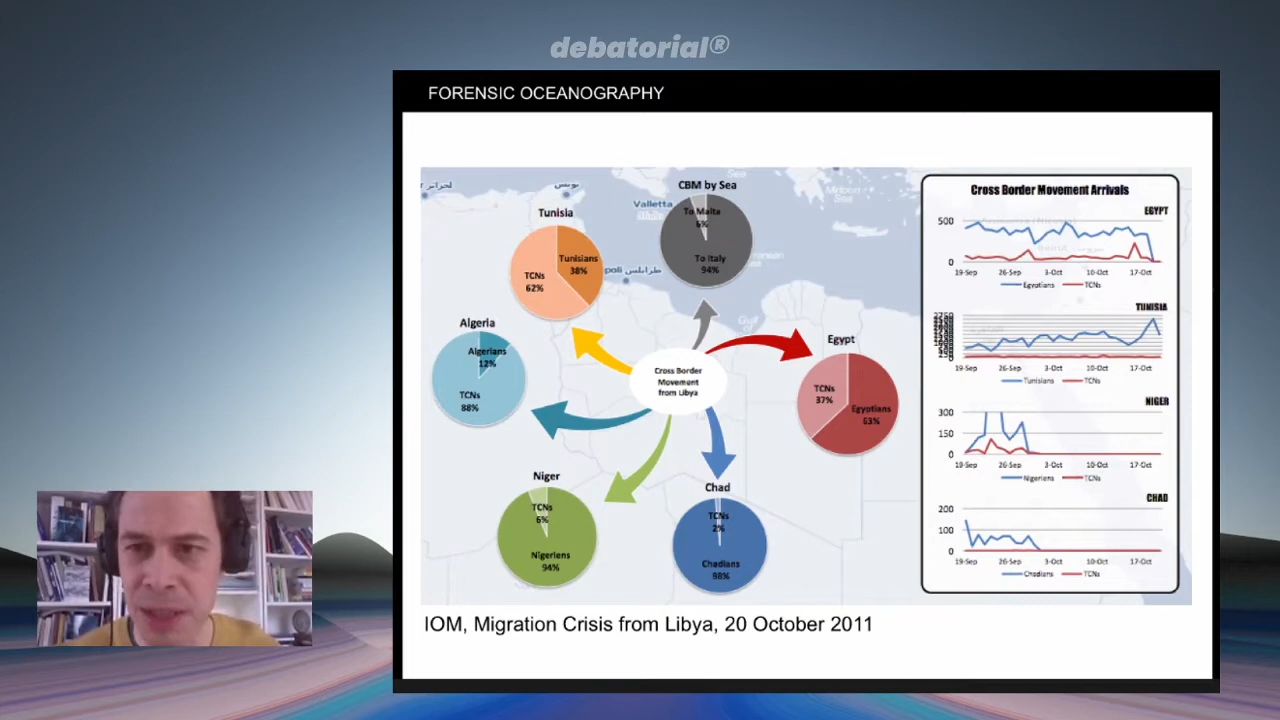 debatorial®
FORENSIC OCEANOGRAPHY
CBM by Sea
To Malta
6%
To Italy
94%
Tunisia
Tunisians
38%
TCNs
62%
Algeria
Algerians
12%
TCNs
88%
Cross Border
Movement
from Libya
Egypt
TCNs
37%
Egyptians
63%
Niger
TCNs
6%
Nigeriens
94%
Chad
TCNs
2%
Chadians
98%
Valletta
تونس
طرابلس
Cross Border Movement Arrivals
EGYPT
500
0
19-Sep 26-Sep 3-Oct 10-Oct 17-Oct
Egyptians TCNs
TUNISIA
19-Sep 26-Sep 3-Oct 10-Oct 17-Oct
Tunisians TCNs
NIGER
300
150
0
19-Sep 26-Sep 3-Oct 10-Oct 17-Oct
Nigeriens TCNs
CHAD
200
100
0
19-Sep 26-Sep 3-Oct 10-Oct 17-Oct
Chadians TCNs
IOM, Migration Crisis from Libya, 20 October 2011